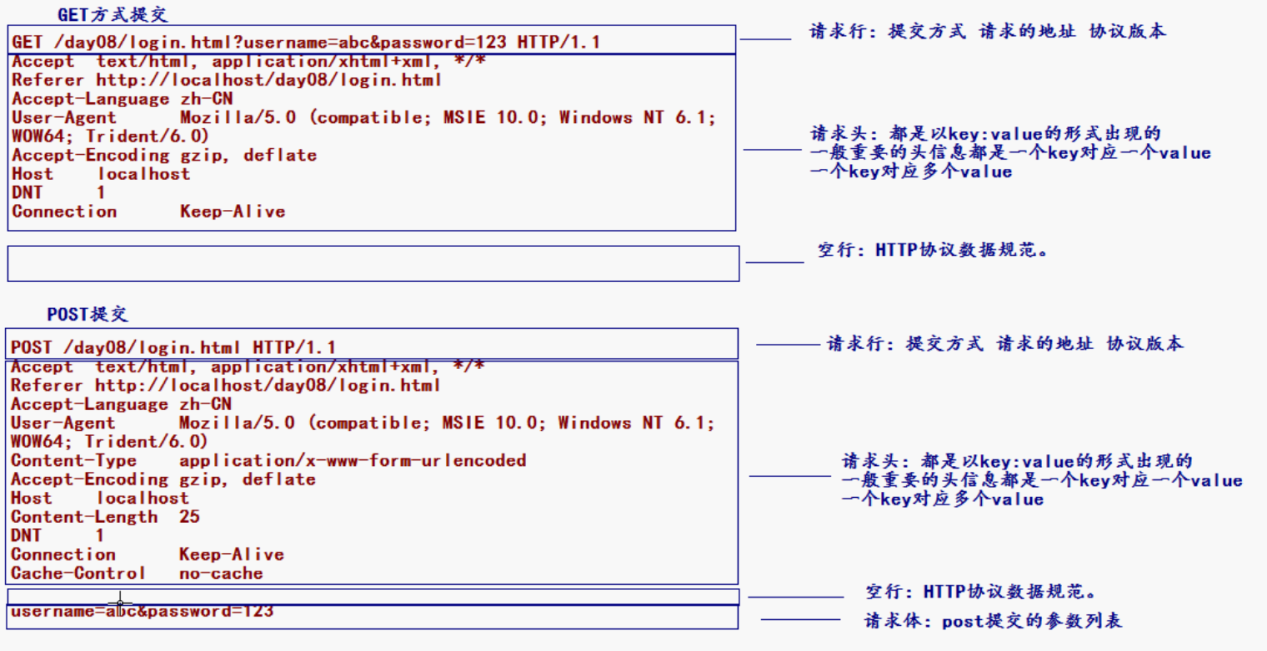 GET方式提交
GET /day08/login.html?username=abc&password=123 HTTP/1.1
请求行：提交方式 请求的地址 协议版本
Accept text/html, application/xhtml+xml, */*
Referer http://localhost/day08/login.html
Accept-Language zh-CN
User-Agent Mozilla/5.0 (compatible; MSIE 10.0; Windows NT 6.1;
WOW64; Trident/6.0)
Accept-Encoding gzip, deflate
Host localhost
DNT 1
Connection Keep-Alive
请求头：都是以key:value的形式出现的
一般重要的头信息都是一个key对应一个value
一个key对应多个value
空行：HTTP协议数据规范。
POST提交
POST /day08/login.html HTTP/1.1
请求行：提交方式 请求的地址 协议版本
Accept text/html, application/xhtml+xml, */*
Referer http://localhost/day08/login.html
Accept-Language zh-CN
User-Agent Mozilla/5.0 (compatible; MSIE 10.0; Windows NT 6.1;
WOW64; Trident/6.0)
Content-Type application/x-www-form-urlencoded
Accept-Encoding gzip, deflate
Host localhost
Content-Length 25
DNT 1
Connection Keep-Alive
Cache-Control no-cache
请求头：都是以key:value的形式出现的
一般重要的头信息都是一个key对应一个value
一个key对应多个value
空行：HTTP协议数据规范。
username=abc&password=123
请求体：post提交的参数列表